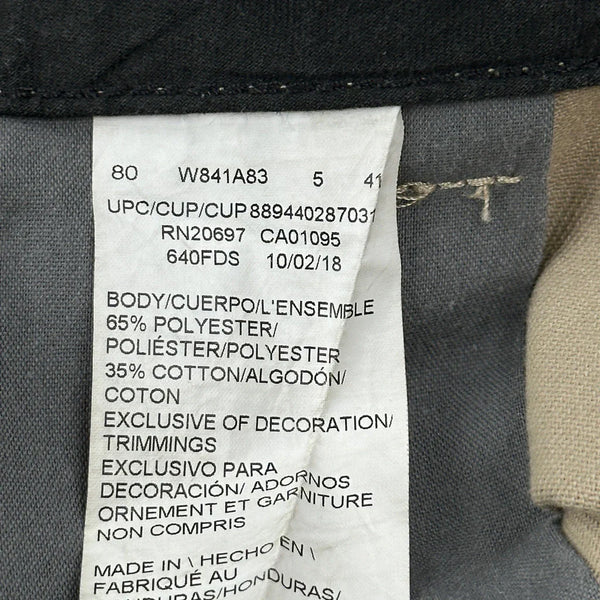 80 W841A83 5 41
UPC/CUP/CUP 889440287031
RN20697 CA01095
640FDS 10/02/18
BODY/CUERPO/L'ENSEMBLE
65% POLYESTER/
POLIÉSTER/POLYESTER
35% COTTON/ALGODÓN/
COTON
EXCLUSIVE OF DECORATION/
TRIMMINGS
EXCLUSIVO PARA
DECORACIÓN/ ADORNOS
ORNEMENT ET GARNITURE
NON COMPRIS
MADE IN \ HECHO EN \
FABRIQUÉ AU
HONDURAS/HONDURAS/